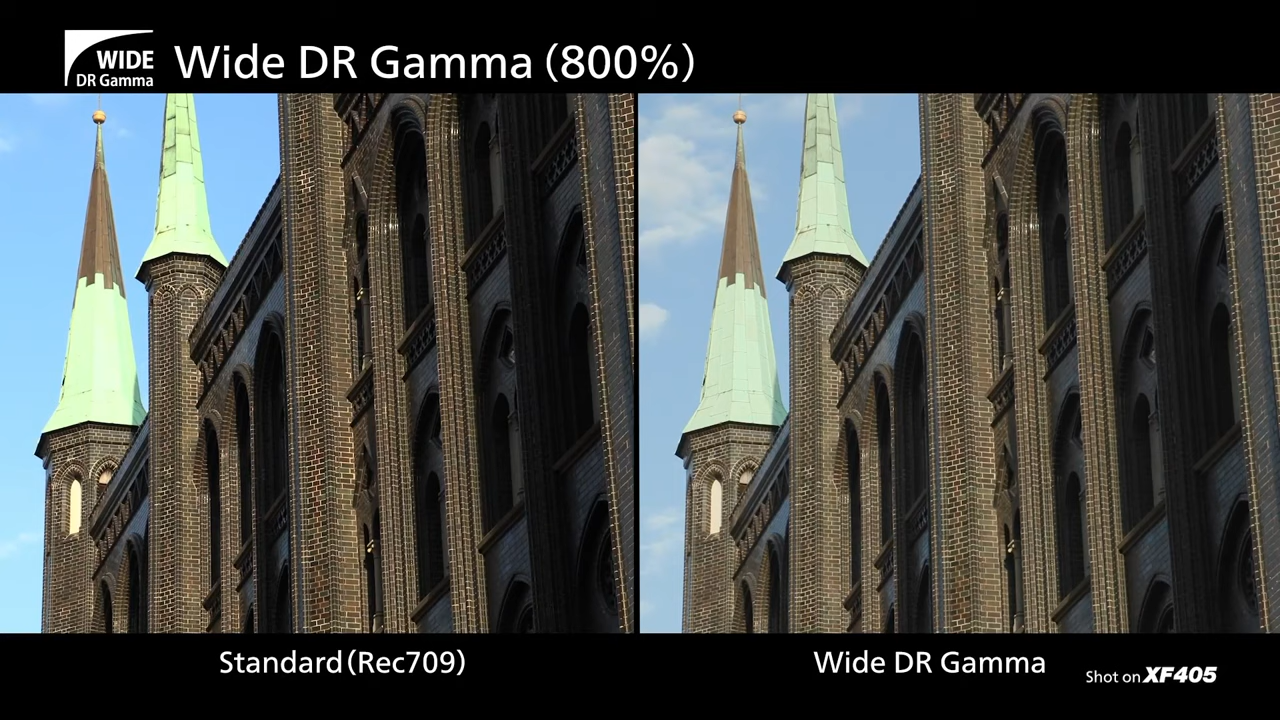 WIDE
DR Gamma
Wide DR Gamma (800%)
Standard (Rec709)
Wide DR Gamma
Shot on XF405